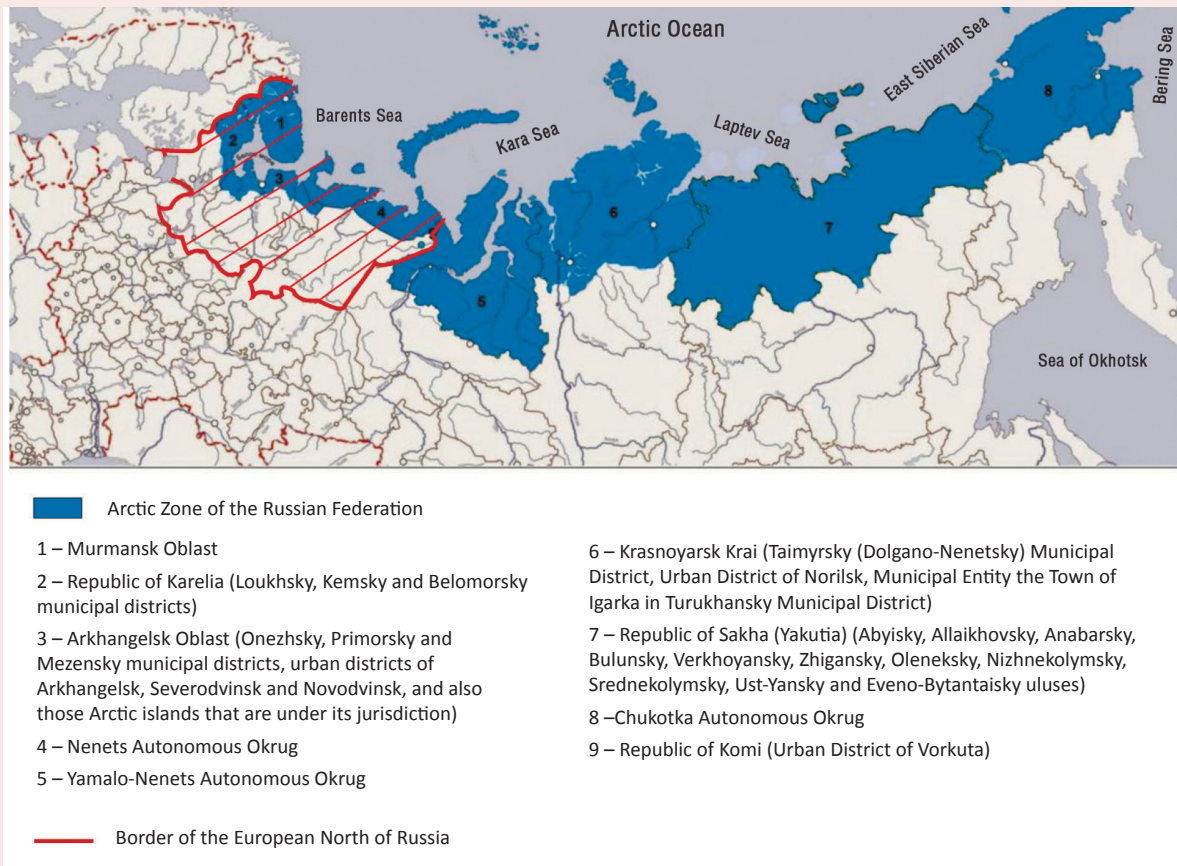 Arctic Ocean
Barents Sea
Kara Sea
Laptev Sea
East Siberian Sea
Bering Sea
Sea of Okhotsk
1
2
3
4
9
5
6
7
8
Arctic Zone of the Russian Federation
1 – Murmansk Oblast
2 – Republic of Karelia (Loukhsky, Kemsky and Belomorsky
municipal districts)
3 – Arkhangelsk Oblast (Onezhsky, Primorsky and
Mezensky municipal districts, urban districts of
Arkhangelsk, Severodvinsk and Novodvinsk, and also
those Arctic islands that are under its jurisdiction)
4 – Nenets Autonomous Okrug
5 – Yamalo-Nenets Autonomous Okrug
6 – Krasnoyarsk Krai (Taimyrsky (Dolgano-Nenetsky) Municipal
District, Urban District of Norilsk, Municipal Entity the Town of
Igarka in Turukhansky Municipal District)
7 – Republic of Sakha (Yakutia) (Abyisky, Allaikhovsky, Anabarsky,
Bulunsky, Verkhoyansky, Zhigansky, Oleneksky, Nizhnekolymsky,
Srednekolymsky, Ust-Yansky and Eveno-Bytantaisky uluses)
8 –Chukotka Autonomous Okrug
9 – Republic of Komi (Urban District of Vorkuta)
Border of the European North of Russia